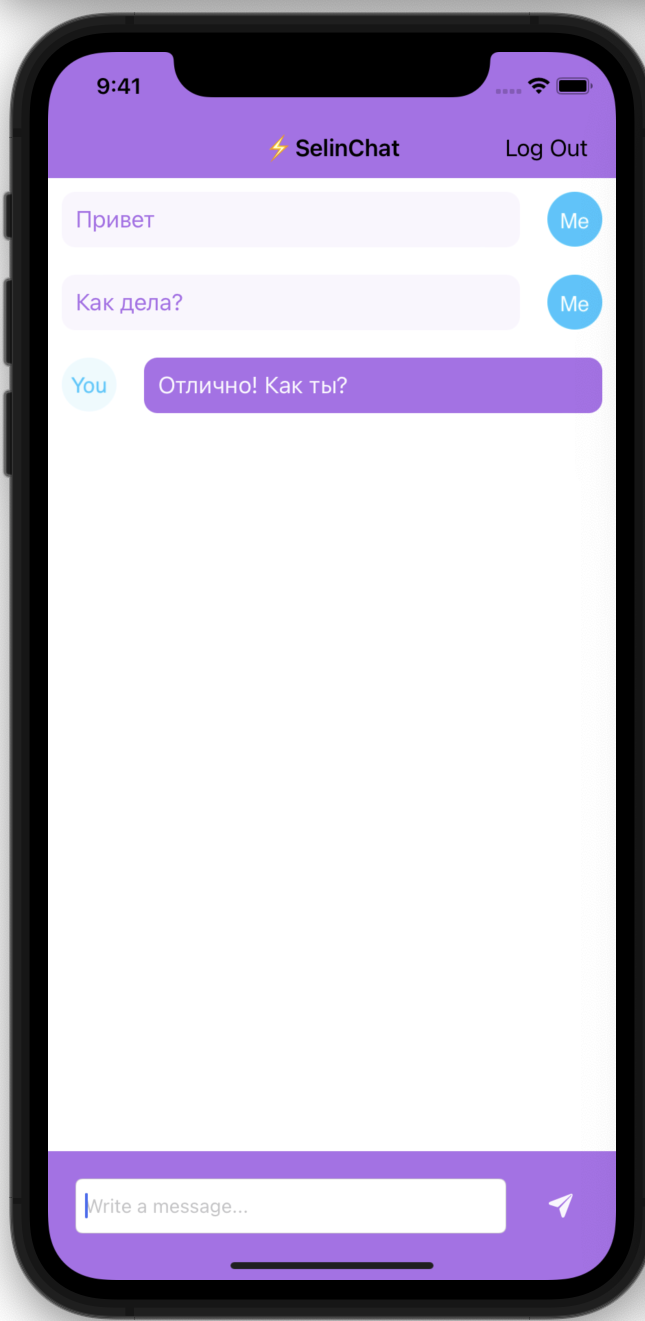 9:41
⚡ SelinChat
Log Out
Привет
Me
Как дела?
Me
You
Отлично! Как ты?
Write a message...